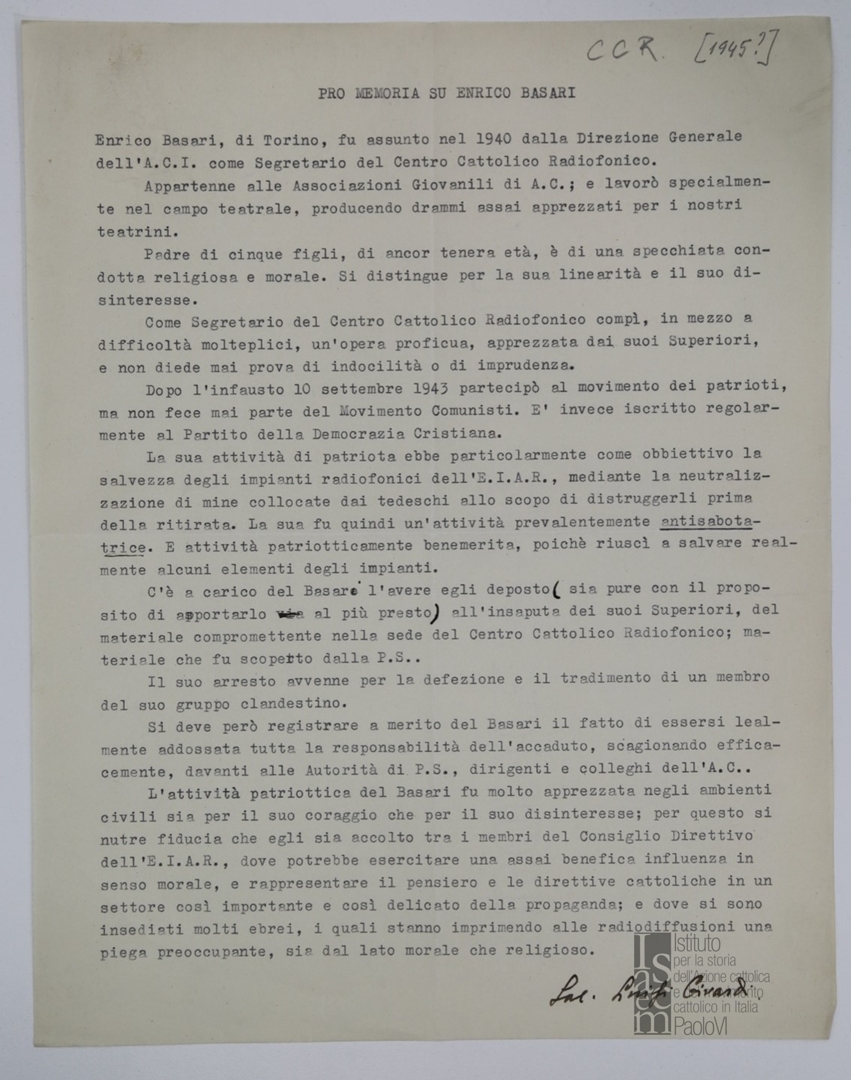 CCR. [1945?]
PRO MEMORIA SU ENRICO BASARI
Enrico Basari, di Torino, fu assunto nel 1940 dalla Direzione Generale
dell'A.C.I. come Segretario del Centro Cattolico Radiofonico.
Appartenne alle Associazioni Giovanili di A.C.; e lavorò specialmen-
te nel campo teatrale, producendo drammi assai apprezzati per i nostri
teatrini.
Padre di cinque figli, di ancor tenera età, è di una specchiata con-
dotta religiosa e morale. Si distingue per la sua linearità e il suo di-
sinteresse.
Come Segretario del Centro Cattolico Radiofonico compì, in mezzo a
difficoltà molteplici, un'opera proficua, apprezzata dai suoi Superiori,
e non diede mai prova di indocilità o di imprudenza.
Dopo l'infausto 10 settembre 1943 partecipò al movimento dei patrioti,
ma non fece mai parte del Movimento Comunisti. E' invece iscritto regolar-
mente al Partito della Democrazia Cristiana.
La sua attività di patriota ebbe particolarmente come obbiettivo la
salvezza degli impianti radiofonici dell'E.I.A.R., mediante la neutraliz-
zazione di mine collocate dai tedeschi allo scopo di distruggerli prima
della ritirata. La sua fu quindi un'attività prevalentemente antisabota-
trice. E attività patriotticamente benemerita, poichè riuscì a salvare real-
mente alcuni elementi degli impianti.
C'è a carico del Basare l'avere egli deposto( sia pure con il propo-
sito di asportarlo via al più presto) all'insaputa dei suoi Superiori, del
materiale compromettente nella sede del Centro Cattolico Radiofonico; ma-
teriale che fu scoperto dalla P.S..
Il suo arresto avvenne per la defezione e il tradimento di un membro
del suo gruppo clandestino.
Si deve però registrare a merito del Basari il fatto di essersi leal-
mente addossata tutta la responsabilità dell'accaduto, scagionando effica-
cemente, davanti alle Autorità di P.S., dirigenti e colleghi dell'A.C..
L'attività patriottica del Basari fu molto apprezzata negli ambienti
civili sia per il suo coraggio che per il suo disinteresse; per questo si
nutre fiducia che egli sia accolto tra i membri del Consiglio Direttivo
dell'E.I.A.R., dove potrebbe esercitare una assai benefica influenza in
senso morale, e rappresentare il pensiero e le direttive cattoliche in un
settore così importante e così delicato della propaganda; e dove si sono
insediati molti ebrei, i quali stanno imprimendo alle radiodiffusioni una
piega preoccupante, sia dal lato morale che religioso.
Sac. Luigi Girardi.
Istituto
per la storia
dell'Azione cattolica
e del movimento
cattolico in Italia
PaoloVI